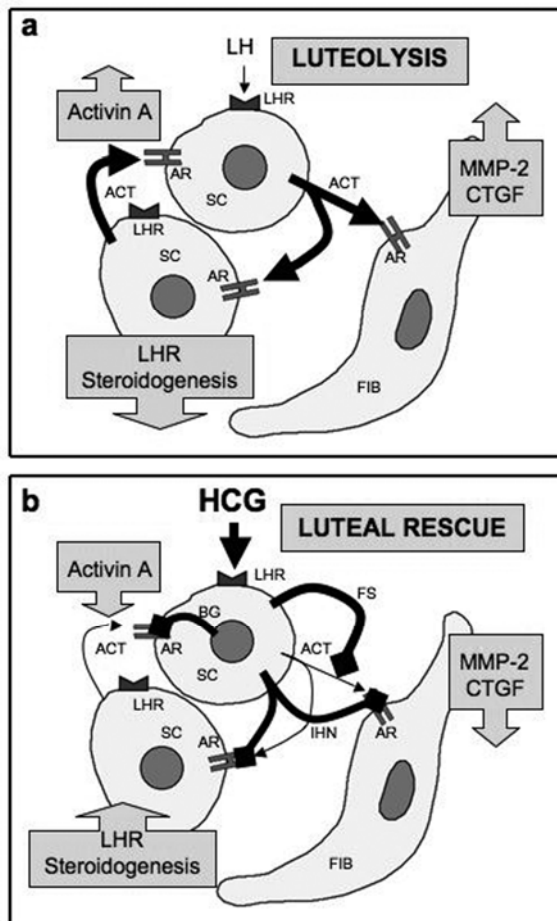 a
LH
LUTEOLYSIS
LHR
Activin A
AR
ACT
SC
ACT
MMP-2
CTGF
LHR
SC
AR
AR
LHR
Steroidogenesis
FIB
b
HCG
LUTEAL RESCUE
LHR
Activin A
FS
BG
ACT
AR
ACT
SC
MMP-2
CTGF
LHR
SC
AR
IHN
AR
LHR
Steroidogenesis
FIB